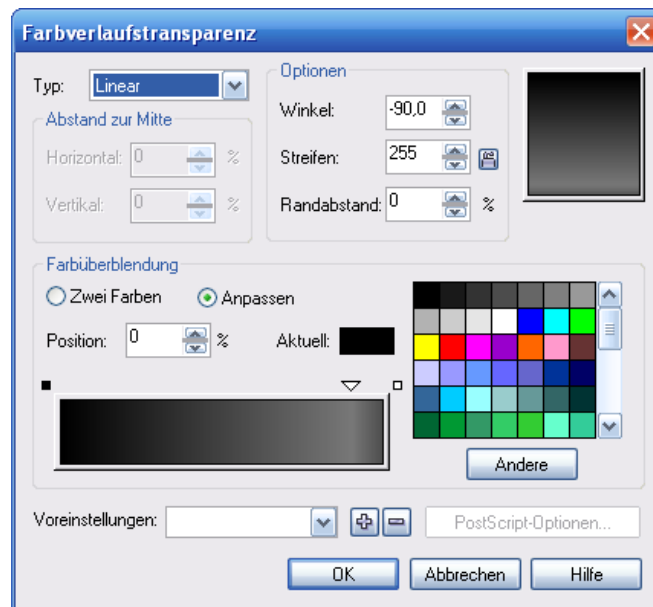 Farbverlaufstransparenz
Typ: Linear
Abstand zur Mitte
Horizontal: 0 %
Vertikal: 0 %
Optionen
Winkel: -90,0
Streifen: 255
Randabstand: 0 %
Farbüberblendung
Zwei Farben Anpassen
Position: 0 % Aktuell:
Andere
Voreinstellungen: PostScript-Optionen...
OK Abbrechen Hilfe